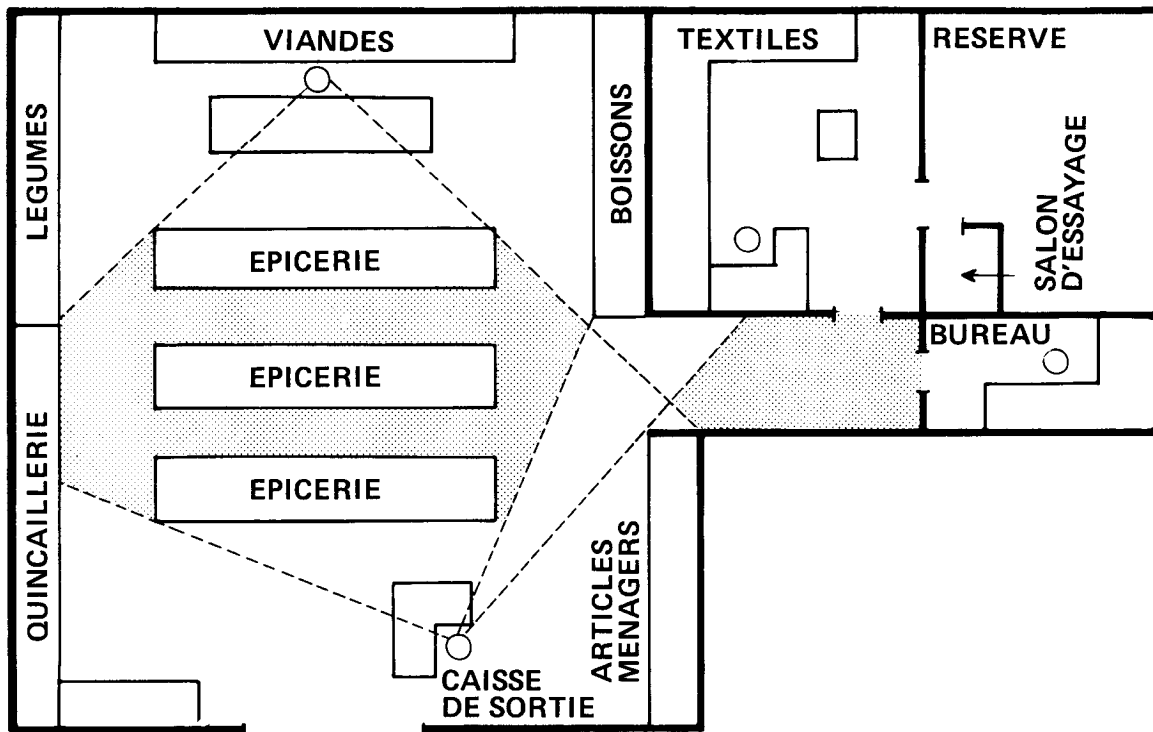 VIANDES
TEXTILES
RESERVE
LEGUMES
BOISSONS
SALON
D'ESSAYAGE
EPICERIE
BUREAU
EPICERIE
QUINCAILLERIE
EPICERIE
ARTICLES
MENAGERS
CAISSE
DE SORTIE